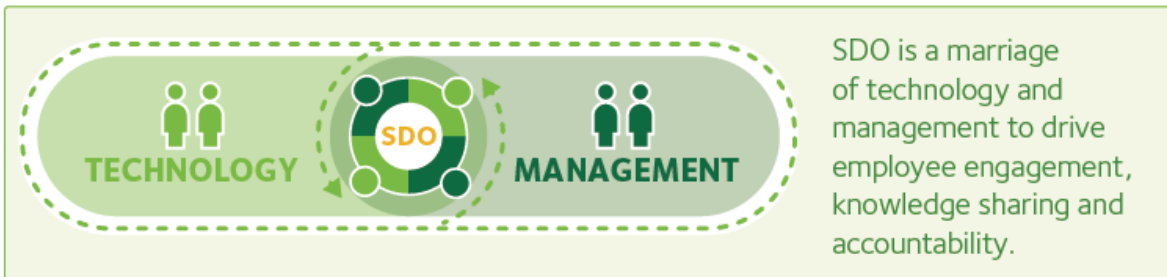 TECHNOLOGY
SDO
MANAGEMENT
SDO is a marriage
of technology and
management to drive
employee engagement,
knowledge sharing and
accountability.